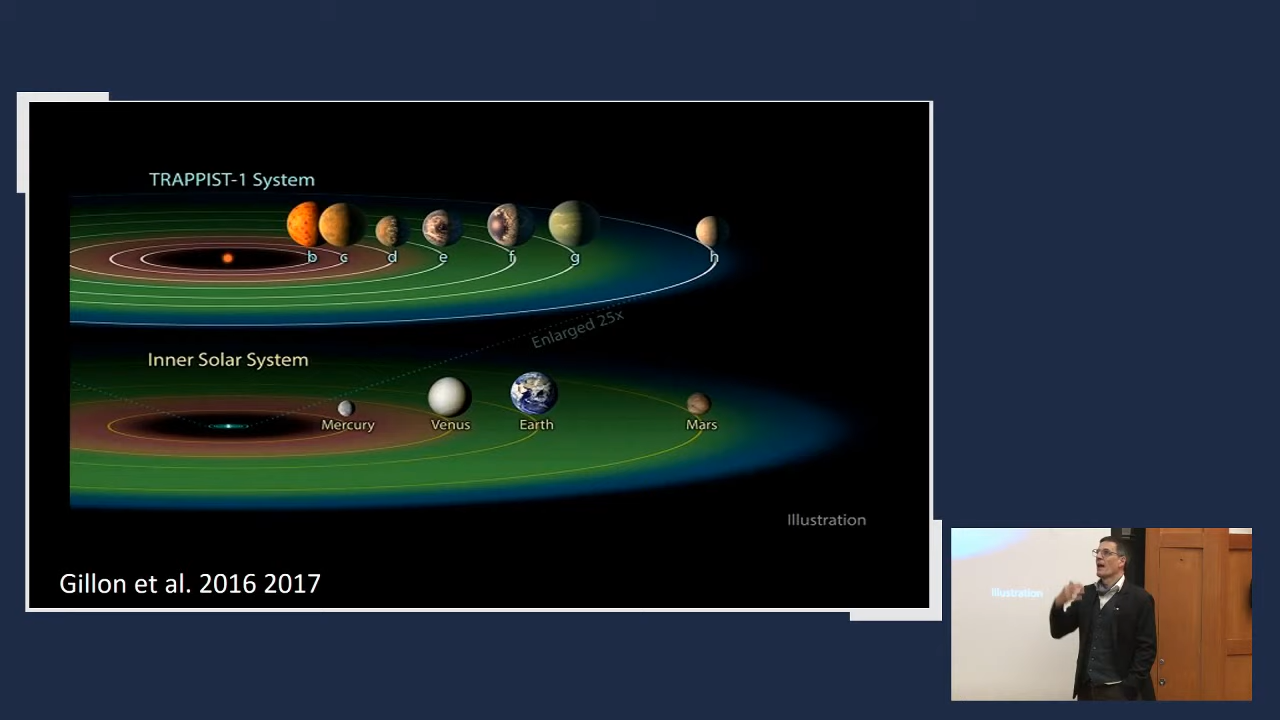 TRAPPIST-1 System
b c d e f g h
Enlarged 25x
Inner Solar System
Mercury Venus Earth Mars
Illustration
Gillon et al. 2016 2017
Illustration